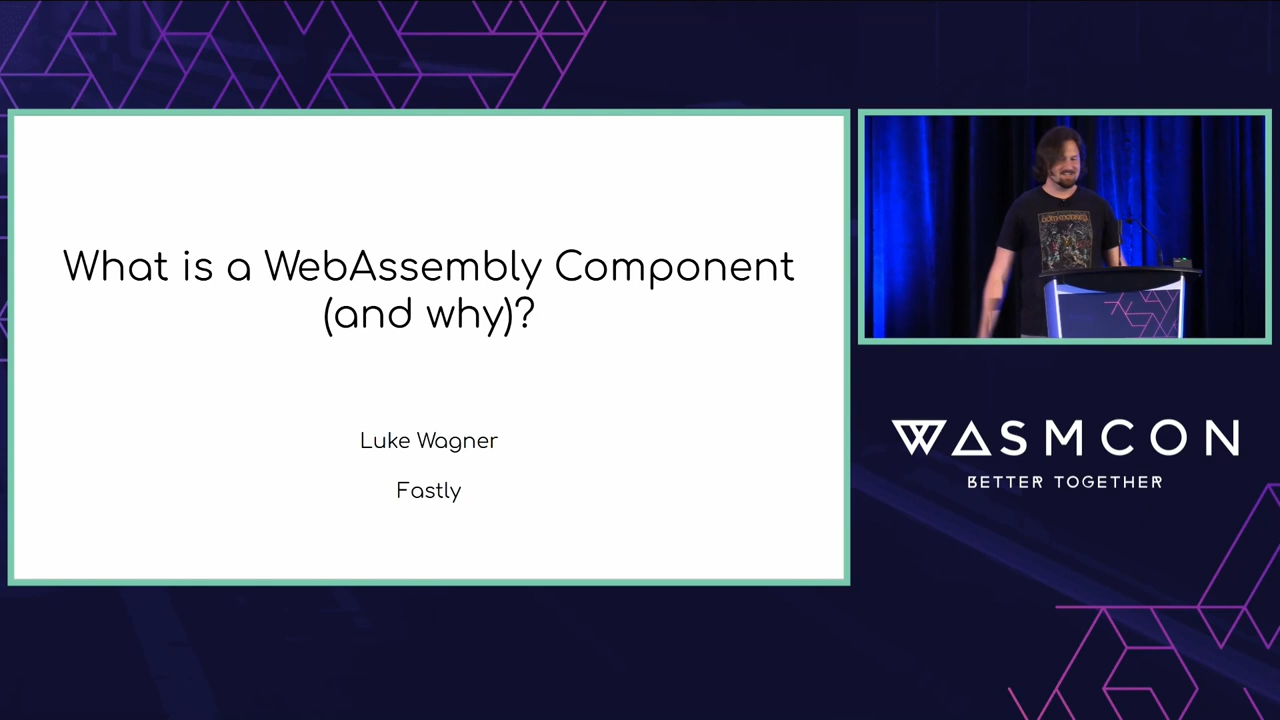 What is a WebAssembly Component
(and why)?
Luke Wagner
Fastly
WASMCON
BETTER TOGETHER